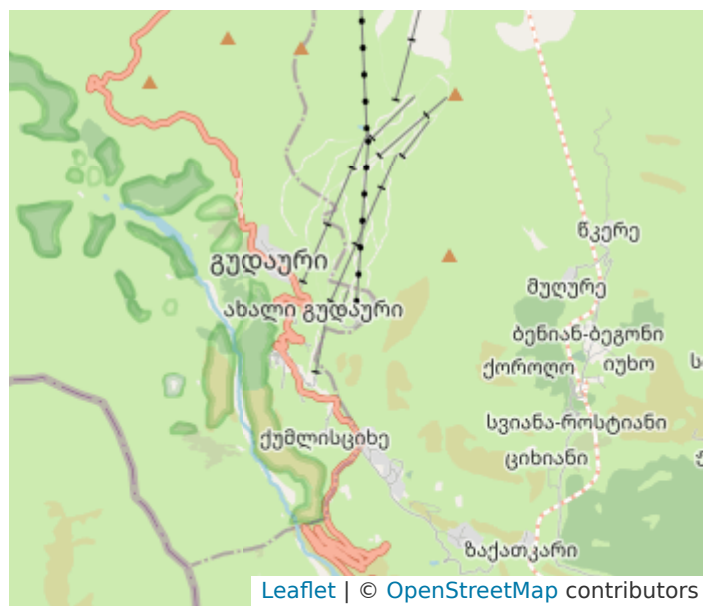 წკერე
გუდაური
მუღურე
ახალი გუდაური
ბენიან-ბეგონი
ქოროღო
იუხო
სვიანა-როსტიანი
ქუმლისციხე
ციხიანი
ზაქათკარი
Leaflet | © OpenStreetMap contributors